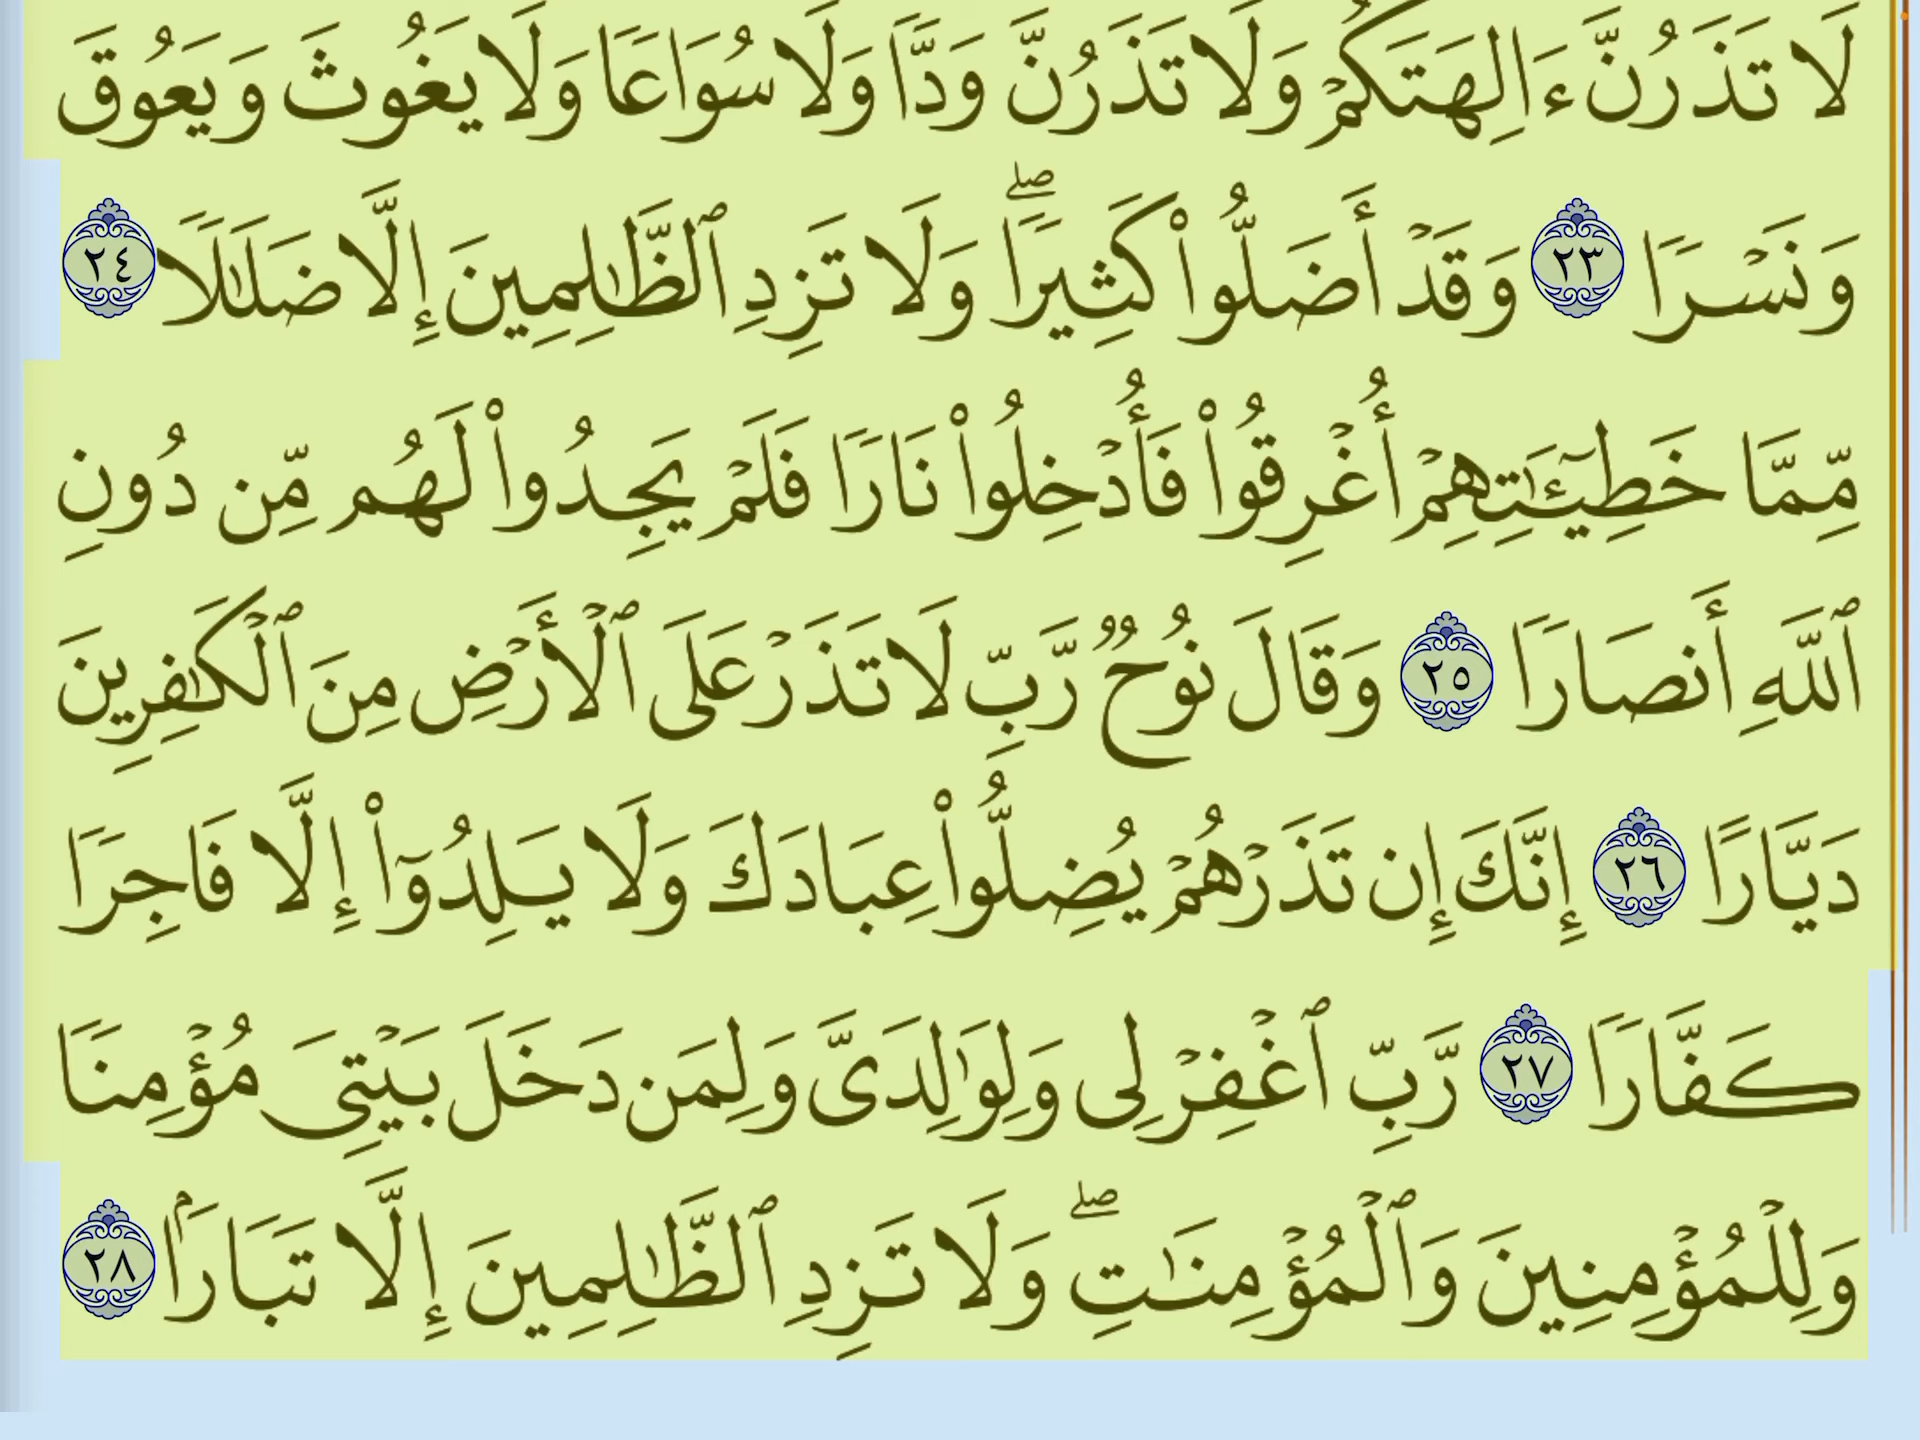 لَا تَذَرُنَّ ءَالِهَتَكُمْ وَلَا تَذَرُنَّ وَدًّا وَلَا سُوَاعًا وَلَا يَغُوثَ وَيَعُوقَ
وَنَسْرًا ٢٣ وَقَدْ أَضَلُّوا۟ كَثِيرًا ۖ وَلَا تَزِدِ ٱلظَّـٰلِمِينَ إِلَّا ضَلَـٰلًا ٢٤
مِّمَّا خَطِيٓـَٔـٰتِهِمْ أُغْرِقُوا۟ فَأُدْخِلُوا۟ نَارًا فَلَمْ يَجِدُوا۟ لَهُم مِّن دُونِ
ٱللَّهِ أَنصَارًا ٢٥ وَقَالَ نُوحٌ رَّبِّ لَا تَذَرْ عَلَى ٱلْأَرْضِ مِنَ ٱلْكَـٰفِرِينَ
دَيَّارًا ٢٦ إِنَّكَ إِن تَذَرْهُمْ يُضِلُّوا۟ عِبَادَكَ وَلَا يَلِدُوٓا۟ إِلَّا فَاجِرًا
كَفَّارًا ٢٧ رَّبِّ ٱغْفِرْ لِى وَلِوَٰلِدَىَّ وَلِمَن دَخَلَ بَيْتِىَ مُؤْمِنًا
وَلِلْمُؤْمِنِينَ وَٱلْمُؤْمِنَـٰتِ ۖ وَلَا تَزِدِ ٱلظَّـٰلِمِينَ إِلَّا تَبَارًۢا ٢٨